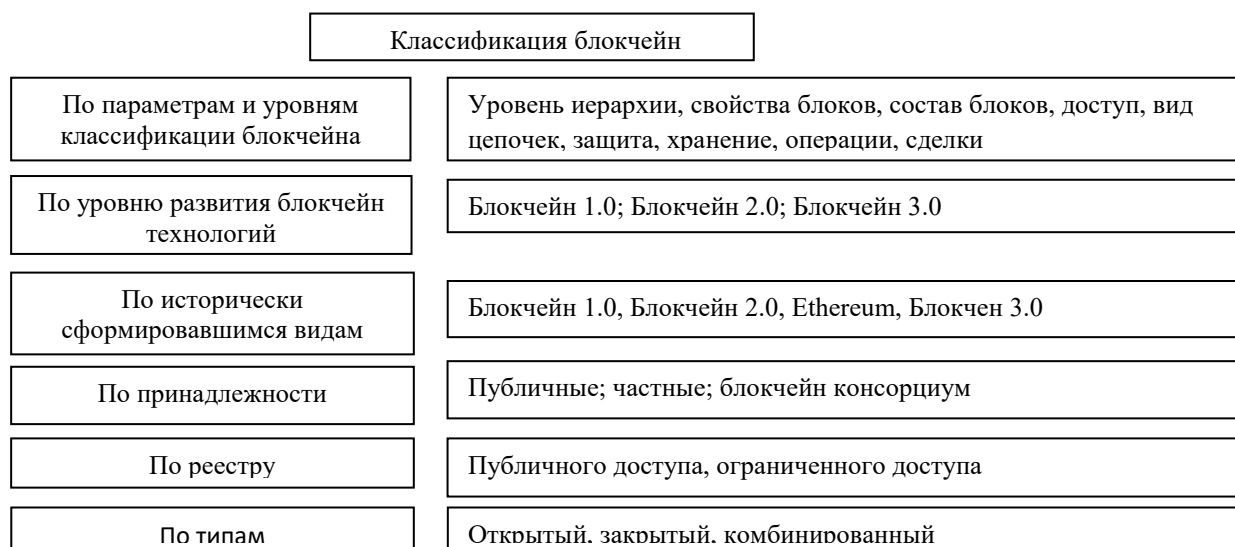 Классификация блокчейн
По параметрам и уровням
классификации блокчейна
Уровень иерархии, свойства блоков, состав блоков, доступ, вид
цепочек, защита, хранение, операции, сделки
По уровню развития блокчейн
технологий
Блокчейн 1.0; Блокчейн 2.0; Блокчейн 3.0
По исторически
сформировавшимся видам
Блокчейн 1.0, Блокчейн 2.0, Ethereum, Блокчен 3.0
По принадлежности
Публичные; частные; блокчейн консорциум
По реестру
Публичного доступа, ограниченного доступа
По типам
Открытый, закрытый, комбинированный